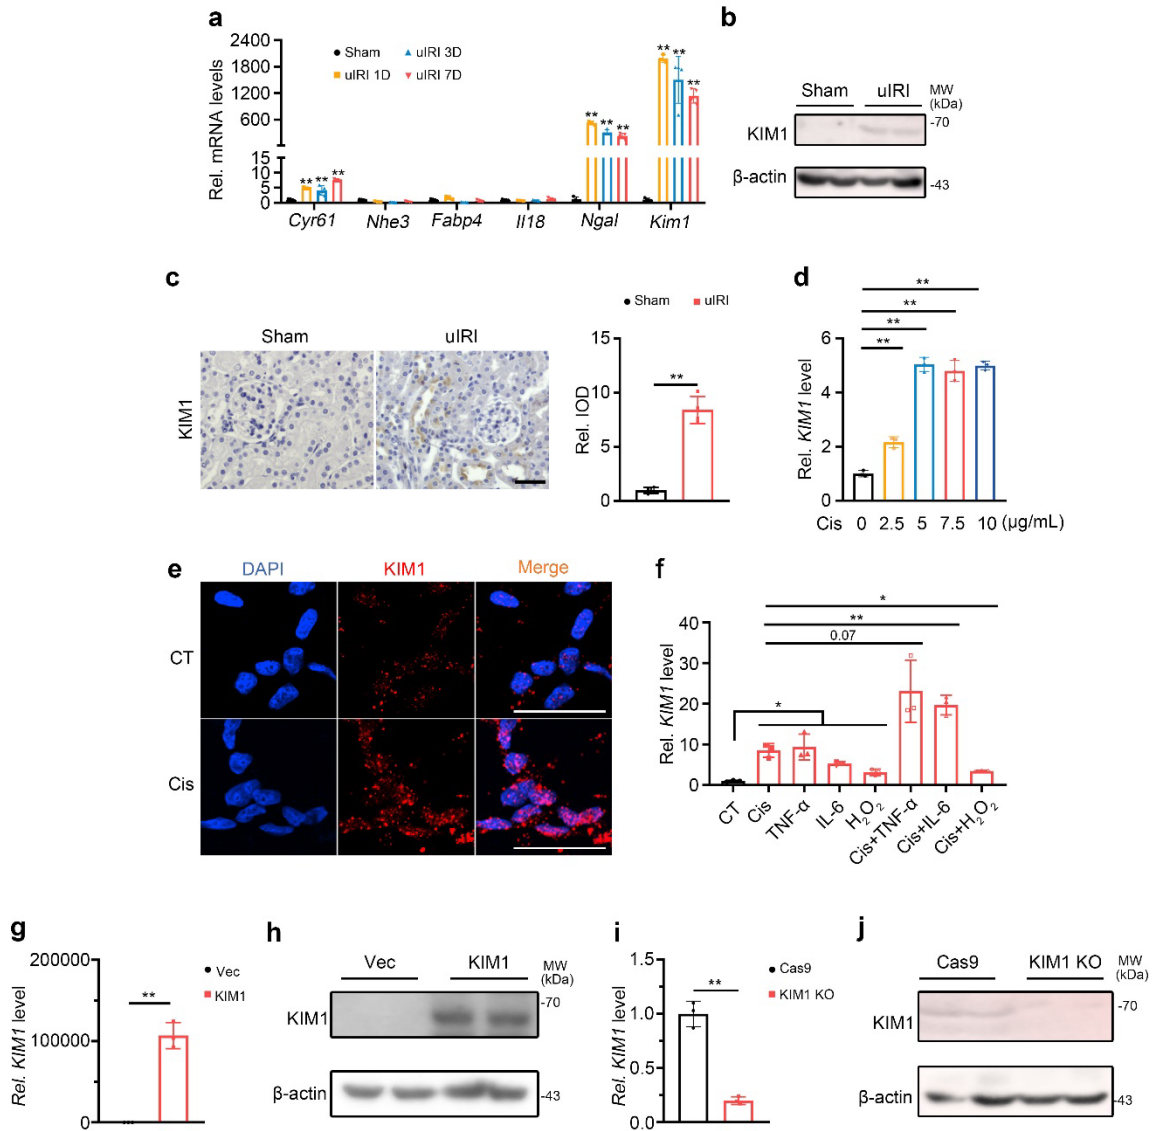 a
Rel. mRNA levels
2400
1800
1200
600
15
10
5
0
Sham
uIRI 1D
uIRI 3D
uIRI 7D
** ** **
** ** **
** ** **
Cyr61 Nhe3 Fabp4 Il18 Ngal Kim1
b
Sham uIRI MW (kDa)
KIM1 -70
β-actin -43
c
Sham uIRI
KIM1
Sham uIRI
Rel. IOD
15
10
5
0
**
d
**
**
**
**
Rel. KIM1 level
6
4
2
0
Cis 0 2.5 5 7.5 10 (μg/mL)
e
DAPI KIM1 Merge
CT
Cis
f
*
**
0.07
*
Rel. KIM1 level
40
30
20
10
0
CT Cis TNF-α IL-6 H₂O₂ Cis+TNF-α Cis+IL-6 Cis+H₂O₂
g
Rel. KIM1 level
200000
100000
0
**
Vec
KIM1
h
Vec KIM1 MW (kDa)
KIM1 -70
β-actin -43
i
Rel. KIM1 level
1.5
1.0
0.5
0.0
**
Cas9
KIM1 KO
j
Cas9 KIM1 KO MW (kDa)
KIM1 -70
β-actin -43